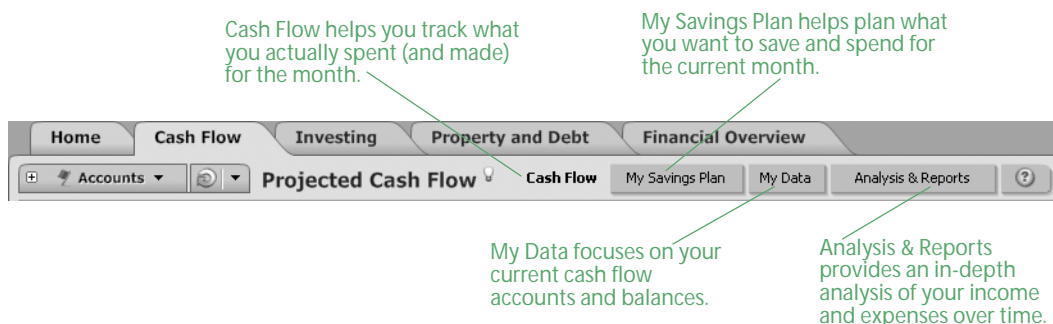 Cash Flow helps you track what
you actually spent (and made)
for the month.
My Savings Plan helps plan what
you want to save and spend for
the current month.
Home Cash Flow Investing Property and Debt Financial Overview
Accounts Projected Cash Flow Cash Flow My Savings Plan My Data Analysis & Reports ?
My Data focuses on your
current cash flow
accounts and balances.
Analysis & Reports
provides an in-depth
analysis of your income
and expenses over time.